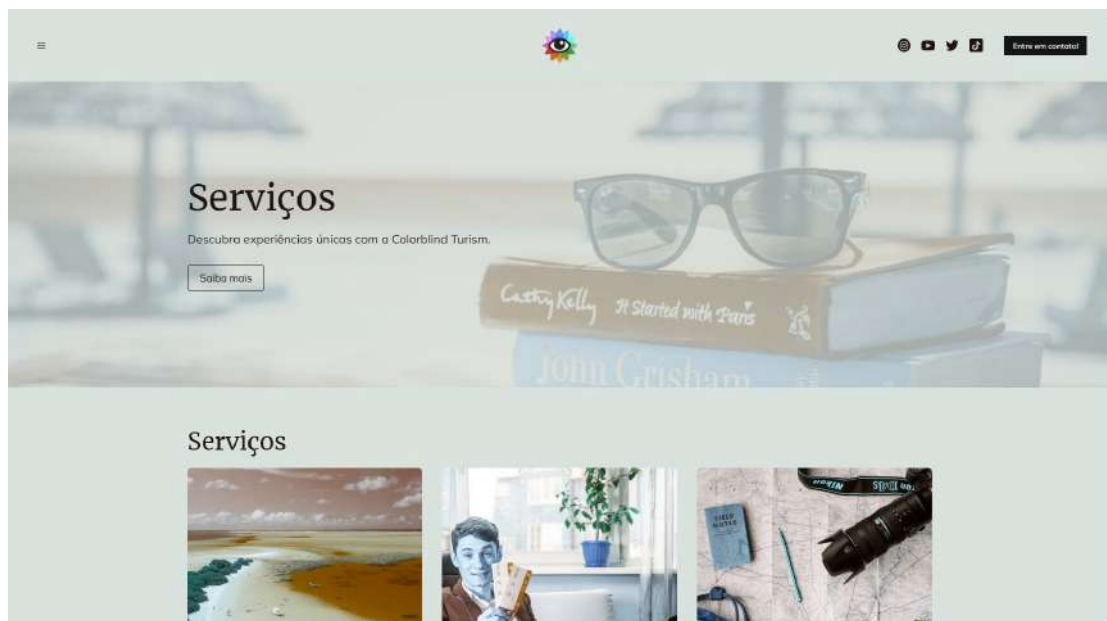 Entre em contato!
Serviços
Descubra experiências únicas com a Colorblind Turism.
Saiba mais
Cathy Kelly It Started with Paris
John Grisham
Serviços
Nikon
FIELD NOTES